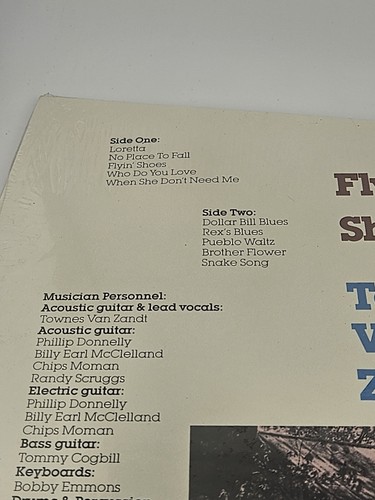 Side One:
Loretta
No Place To Fall
Flyin' Shoes
Who Do You Love
When She Don't Need Me
Side Two:
Dollar Bill Blues
Rex's Blues
Pueblo Waltz
Brother Flower
Snake Song
Musician Personnel:
Acoustic guitar & lead vocals:
Townes Van Zandt
Acoustic guitar:
Phillip Donnelly
Billy Earl McClelland
Chips Moman
Randy Scruggs
Electric guitar:
Phillip Donnelly
Billy Earl McClelland
Chips Moman
Bass guitar:
Tommy Cogbill
Keyboards:
Bobby Emmons